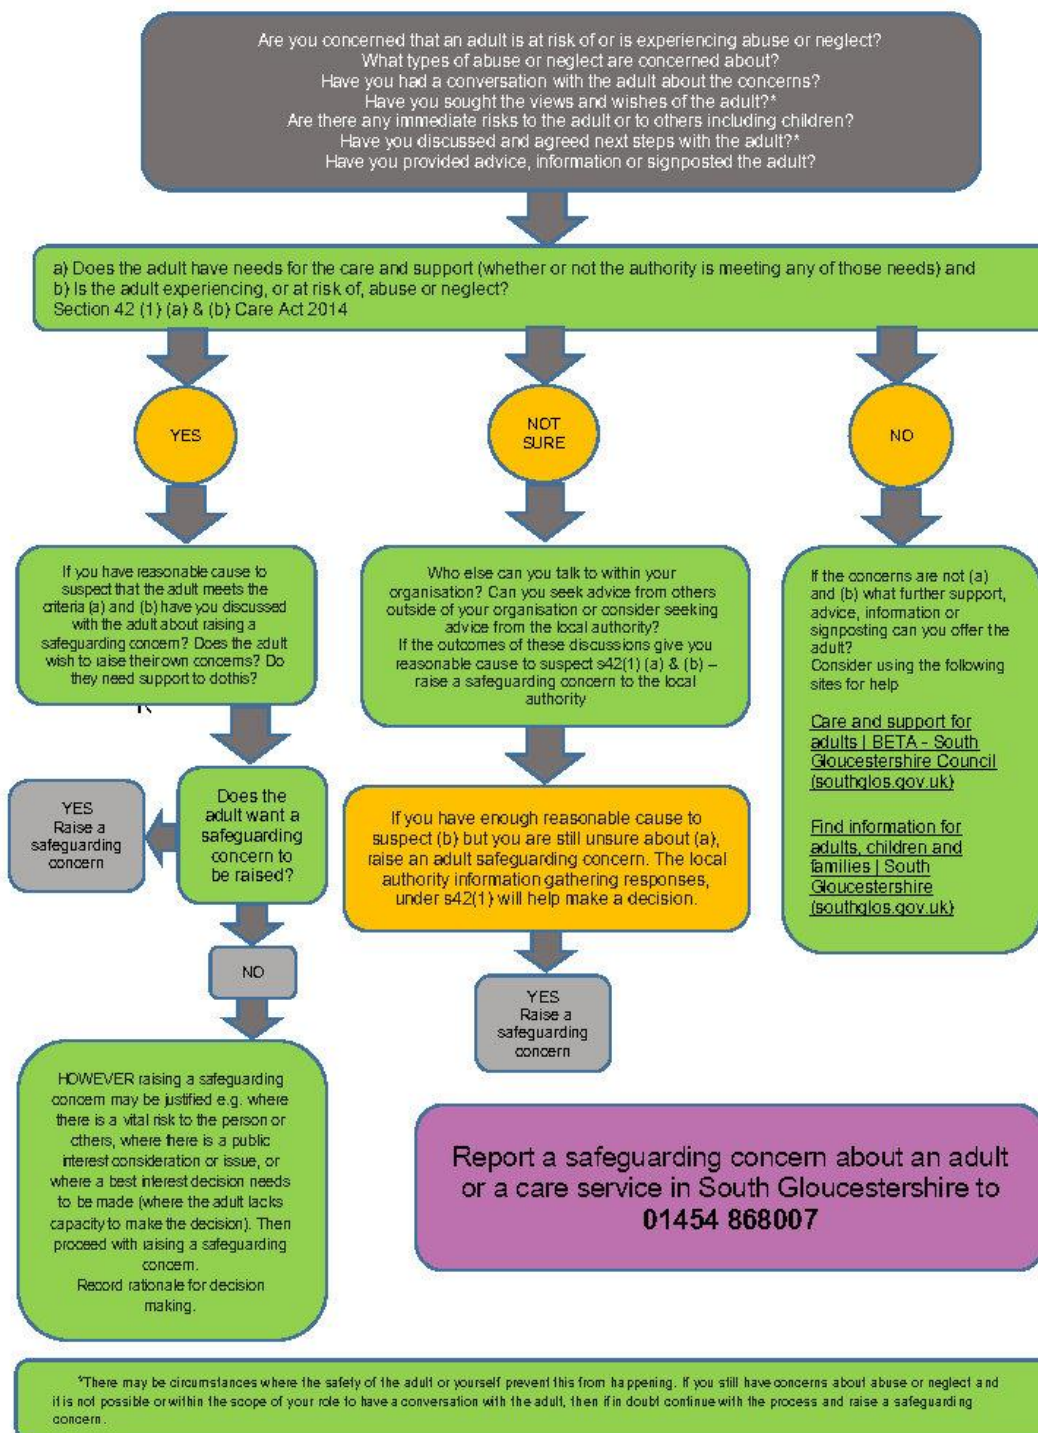 Are you concerned that an adult is at risk of or is experiencing abuse or neglect?
What types of abuse or neglect are concerned about?
Have you had a conversation with the adult about the concerns?
Have you sought the views and wishes of the adult?*
Are there any immediate risks to the adult or to others including children?
Have you discussed and agreed next steps with the adult?*
Have you provided advice, information or signposted the adult?
a) Does the adult have needs for the care and support (whether or not the authority is meeting any of those needs) and
b) Is the adult experiencing, or at risk of, abuse or neglect?
Section 42 (1) (a) & (b) Care Act 2014
YES
If you have reasonable cause to
suspect that the adult meets the
criteria (a) and (b) have you discussed
with the adult about raising a
safeguarding concern? Does the adult
wish to raise their own concerns? Do
they need support to dothis?
Does the
adult want a
safeguarding
concern to
be raised?
YES
Raise a
safeguarding
concern
NO
HOWEVER raising a safeguarding
concern may be justified e.g. where
there is a vital risk to the person or
others, where there is a public
interest consideration or issue, or
where a best interest decision needs
to be made (where the adult lacks
capacity to make the decision). Then
proceed with raising a safeguarding
concern.
Record rationale for decision
making.
NOT
SURE
Who else can you talk to within your
organisation? Can you seek advice from others
outside of your organisation or consider seeking
advice from the local authority?
If the outcomes of these discussions give you
reasonable cause to suspect s42(1) (a) & (b) –
raise a safeguarding concern to the local
authority
If you have enough reasonable cause to
suspect (b) but you are still unsure about (a),
raise an adult safeguarding concern. The local
authority information gathering responses,
under s42(1) will help make a decision.
YES
Raise a
safeguarding
concern
NO
If the concerns are not (a)
and (b) what further support,
advice, information or
signposting can you offer the
adult?
Consider using the following
sites for help
Care and support for
adults | BETA - South
Gloucestershire Council
(southglos.gov.uk)
Find information for
adults, children and
families | South
Gloucestershire
(southglos.gov.uk)
Report a safeguarding concern about an adult
or a care service in South Gloucestershire to
01454 868007
*There may be circumstances where the safety of the adult or yourself prevent this from happening. If you still have concerns about abuse or neglect and
it is not possible or within the scope of your role to have a conversation with the adult, then if in doubt continue with the process and raise a safeguarding
concern.